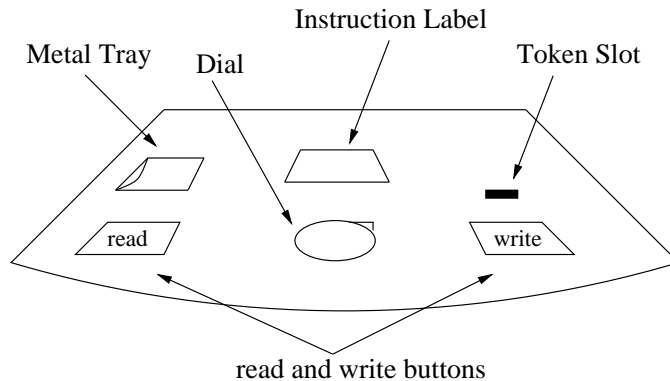 Instruction Label
Metal Tray
Dial
Token Slot
read
write
read and write buttons